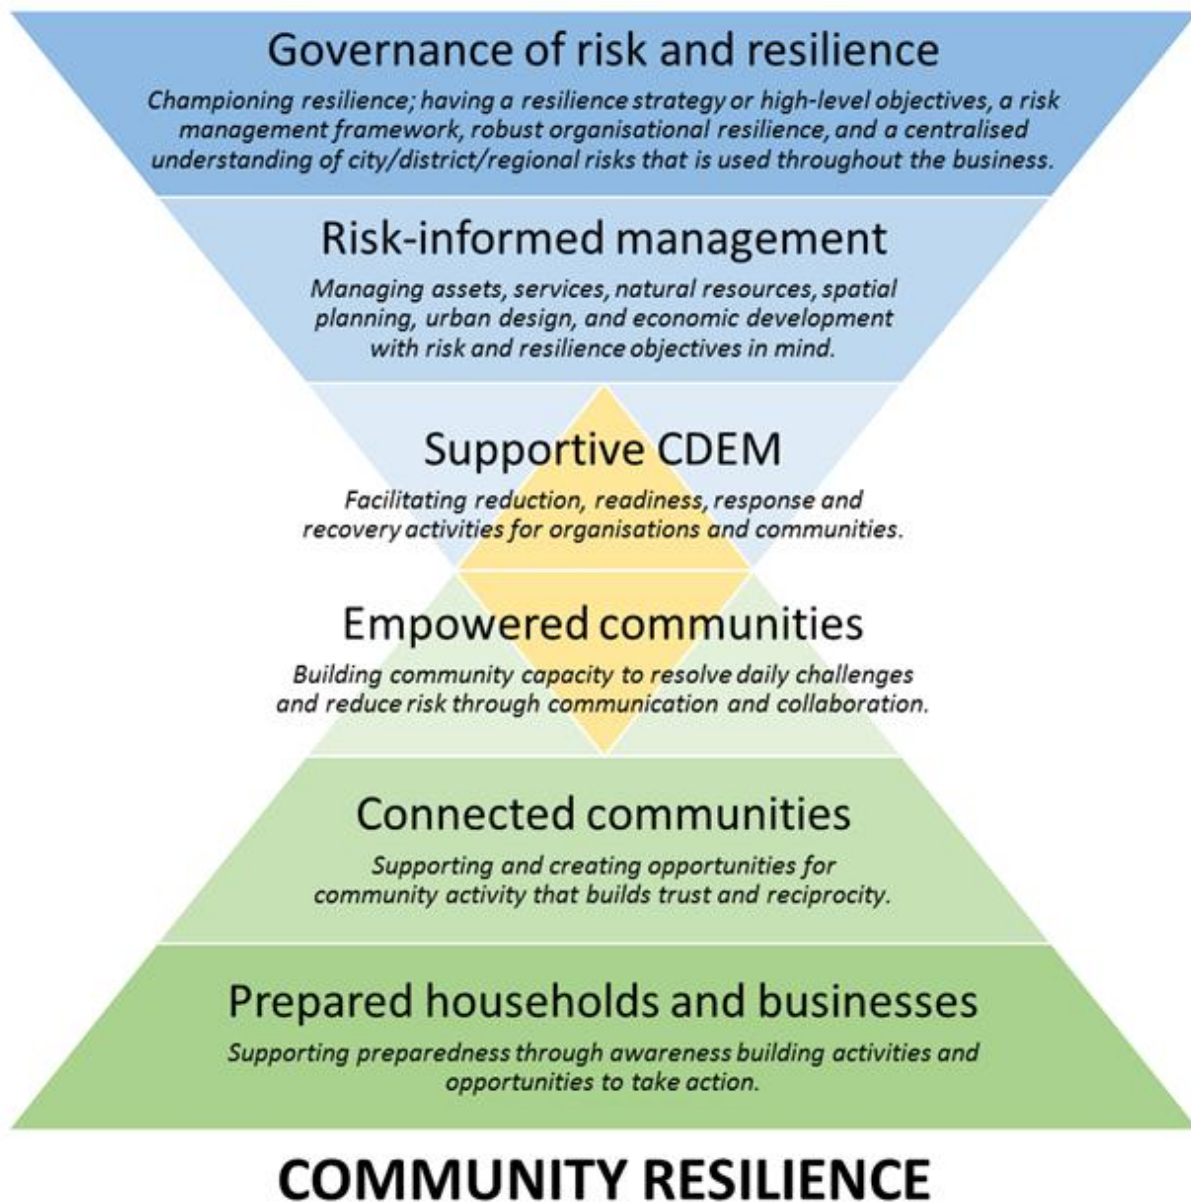 Governance of risk and resilience
Championing resilience; having a resilience strategy or high-level objectives, a risk
management framework, robust organisational resilience, and a centralised
understanding of city/district/regional risks that is used throughout the business.
Risk-informed management
Managing assets, services, natural resources, spatial
planning, urban design, and economic development
with risk and resilience objectives in mind.
Supportive CDEM
Facilitating reduction, readiness, response and
recovery activities for organisations and communities.
Empowered communities
Building community capacity to resolve daily challenges
and reduce risk through communication and collaboration.
Connected communities
Supporting and creating opportunities for
community activity that builds trust and reciprocity.
Prepared households and businesses
Supporting preparedness through awareness building activities and
opportunities to take action.
COMMUNITY RESILIENCE